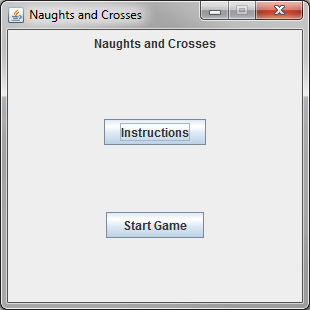 Naughts and Crosses
Naughts and Crosses
Instructions
Start Game